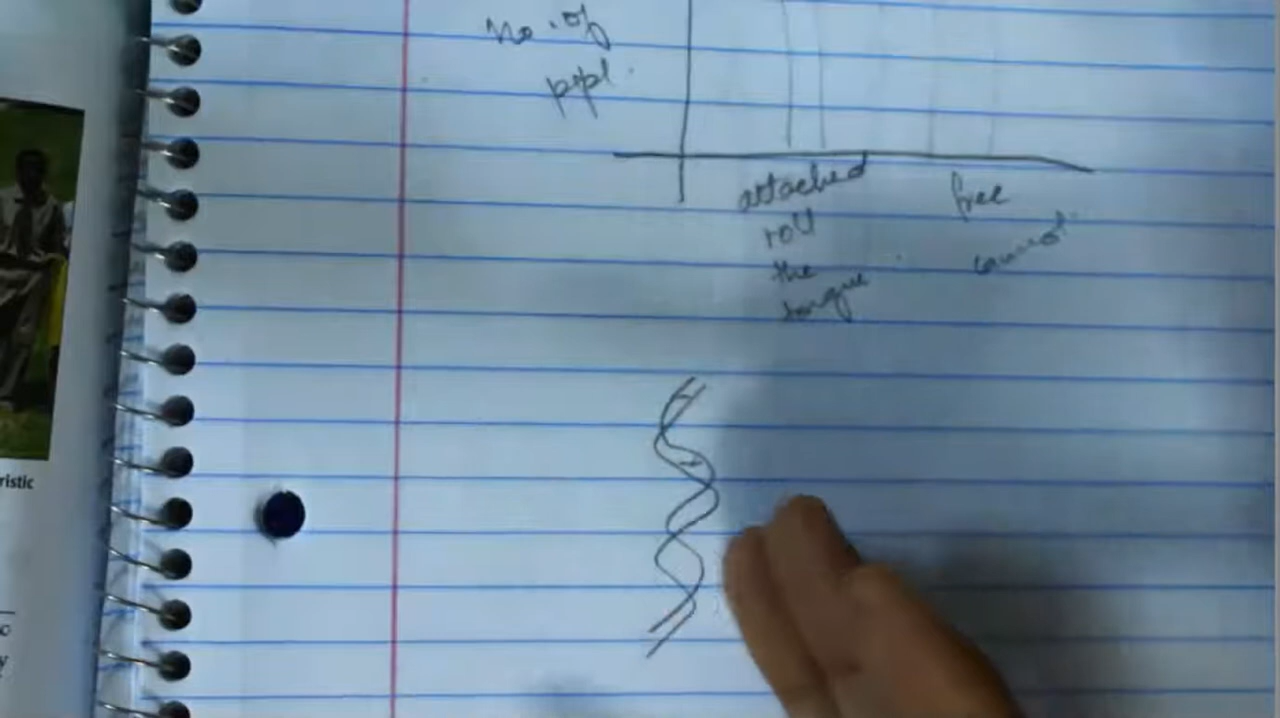 No. of
ppl.
attached free
roll cannot
the
tongue
ristic